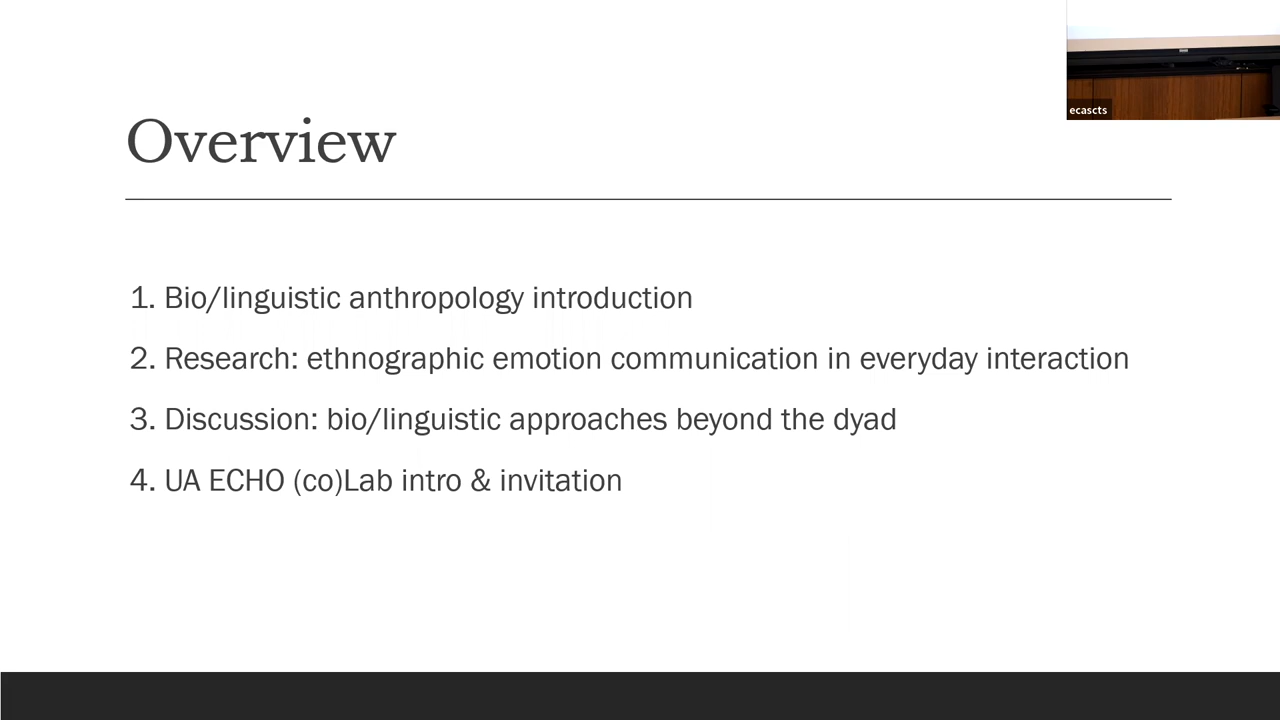 ecascts
Overview
1. Bio/linguistic anthropology introduction
2. Research: ethnographic emotion communication in everyday interaction
3. Discussion: bio/linguistic approaches beyond the dyad
4. UA ECHO (co)Lab intro & invitation